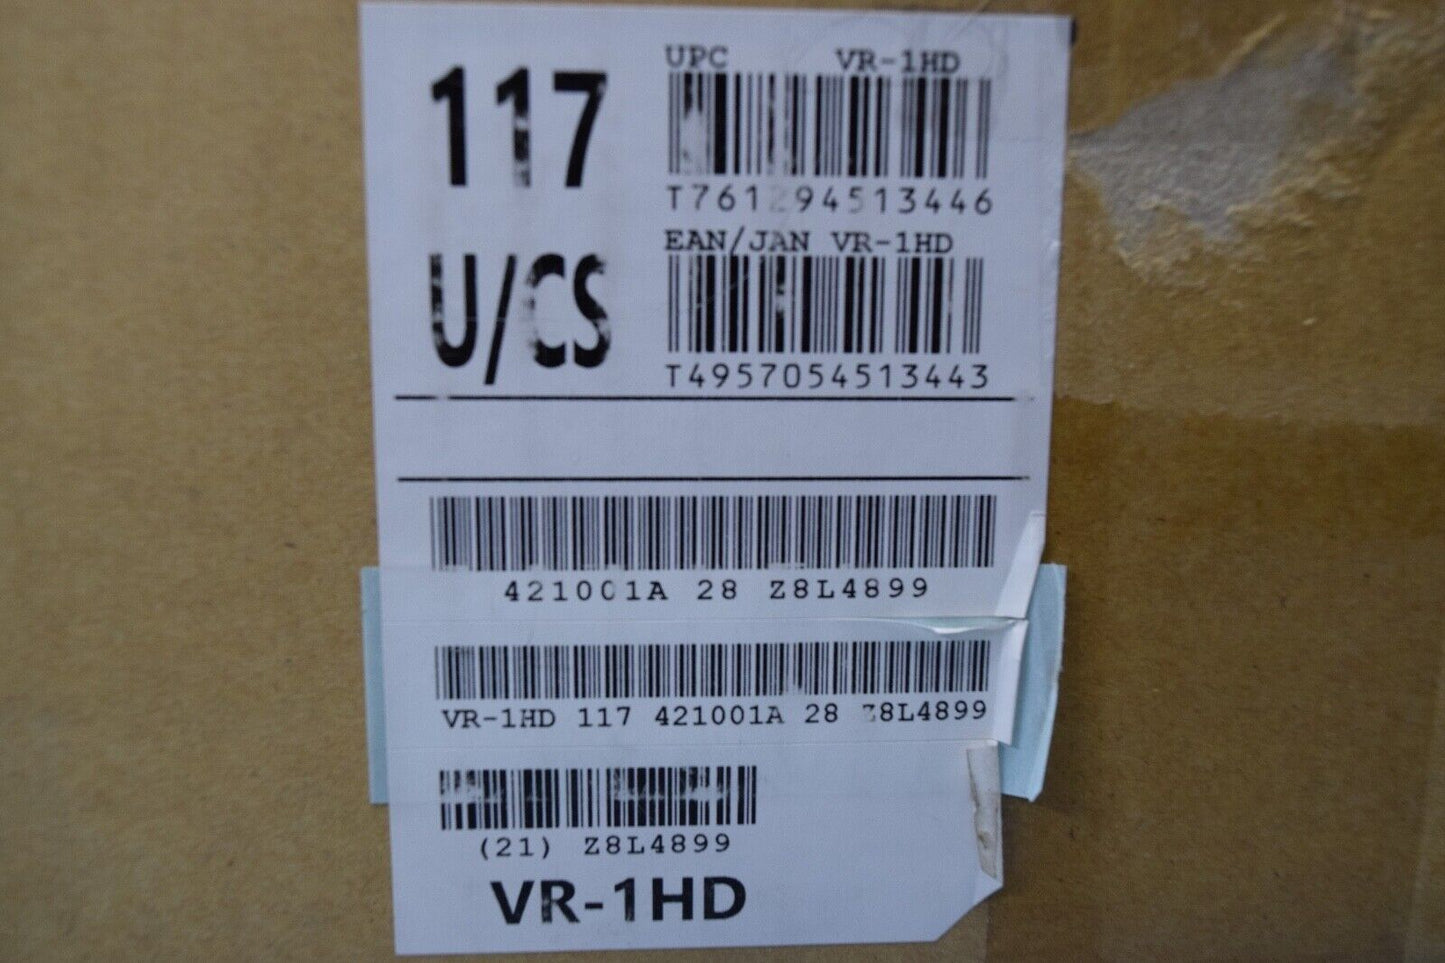 117
U/CS
UPC VR-1HD
T761294513446
EAN/JAN VR-1HD
T4957054513443
421001A 28 Z8L4899
VR-1HD 117 421001A 28 Z8L4899
(21) Z8L4899
VR-1HD